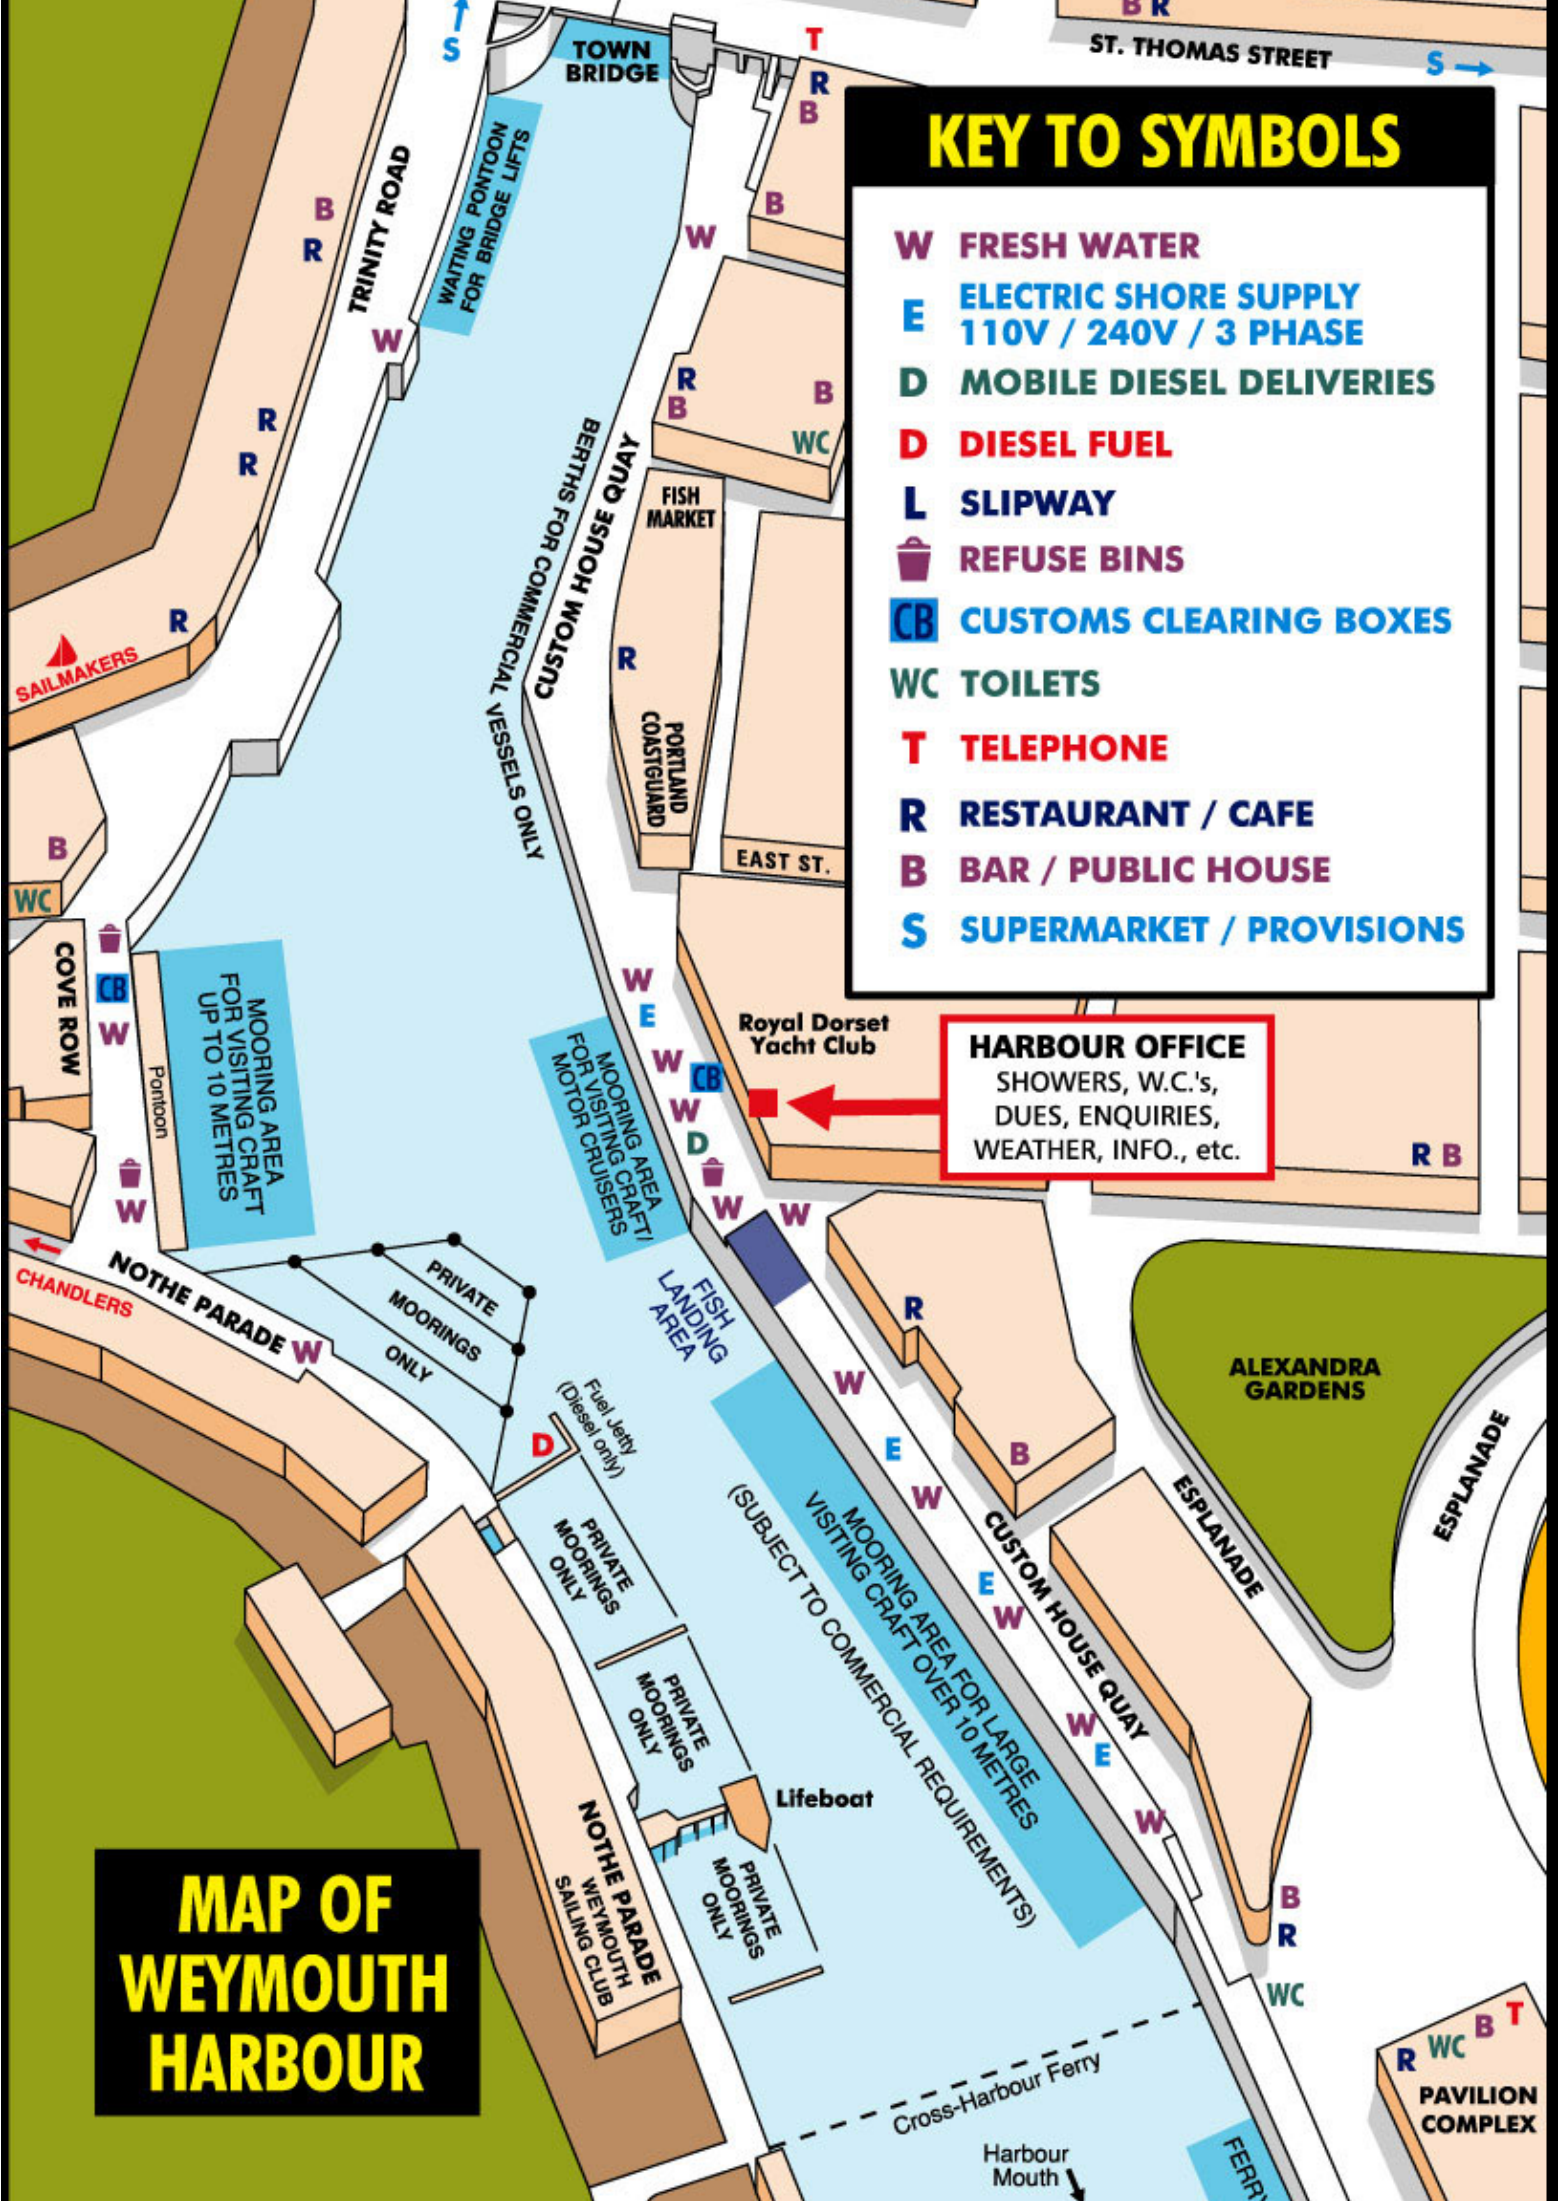 S
TOWN
BRIDGE
T
R
B
B
B R
ST. THOMAS STREET
S
KEY TO SYMBOLS
W FRESH WATER
E ELECTRIC SHORE SUPPLY
110V / 240V / 3 PHASE
D MOBILE DIESEL DELIVERIES
D DIESEL FUEL
L SLIPWAY
REFUSE BINS
CB CUSTOMS CLEARING BOXES
WC TOILETS
T TELEPHONE
R RESTAURANT / CAFE
B BAR / PUBLIC HOUSE
S SUPERMARKET / PROVISIONS
WAITING PONTOON
FOR BRIDGE LIFTS
TRINITY ROAD
B
R
W
W
R
R
R
B
B
WC
BERTHS FOR COMMERCIAL VESSELS ONLY
CUSTOM HOUSE QUAY
FISH
MARKET
R
PORTLAND
COASTGUARD
EAST ST.
R
SAILMAKERS
B
WC
COVE ROW
CB
W
Pontoon
MOORING AREA
FOR VISITING CRAFT
UP TO 10 METRES
W
W
E
W
CB
W
D
W
W
MOORING AREA
FOR VISITING CRAFT/
MOTOR CRUISERS
Royal Dorset
Yacht Club
HARBOUR OFFICE
SHOWERS, W.C.'s,
DUES, ENQUIRIES,
WEATHER, INFO., etc.
R B
CHANDLERS
NOTHE PARADE
W
PRIVATE
MOORINGS
ONLY
FISH
LANDING
AREA
R
B
ALEXANDRA
GARDENS
ESPLANADE
ESPLANADE
D
Fuel Jetty
(Diesel only)
W
E
W
E
W
W
E
W
CUSTOM HOUSE QUAY
MOORING AREA FOR LARGE
VISITING CRAFT OVER 10 METRES
(SUBJECT TO COMMERCIAL REQUIREMENTS)
PRIVATE
MOORINGS
ONLY
PRIVATE
MOORINGS
ONLY
Lifeboat
PRIVATE
MOORINGS
ONLY
NOTHE PARADE
WEYMOUTH
SAILING CLUB
MAP OF
WEYMOUTH
HARBOUR
B
R
WC
R WC B T
PAVILION
COMPLEX
Cross-Harbour Ferry
Harbour
Mouth
FERRY